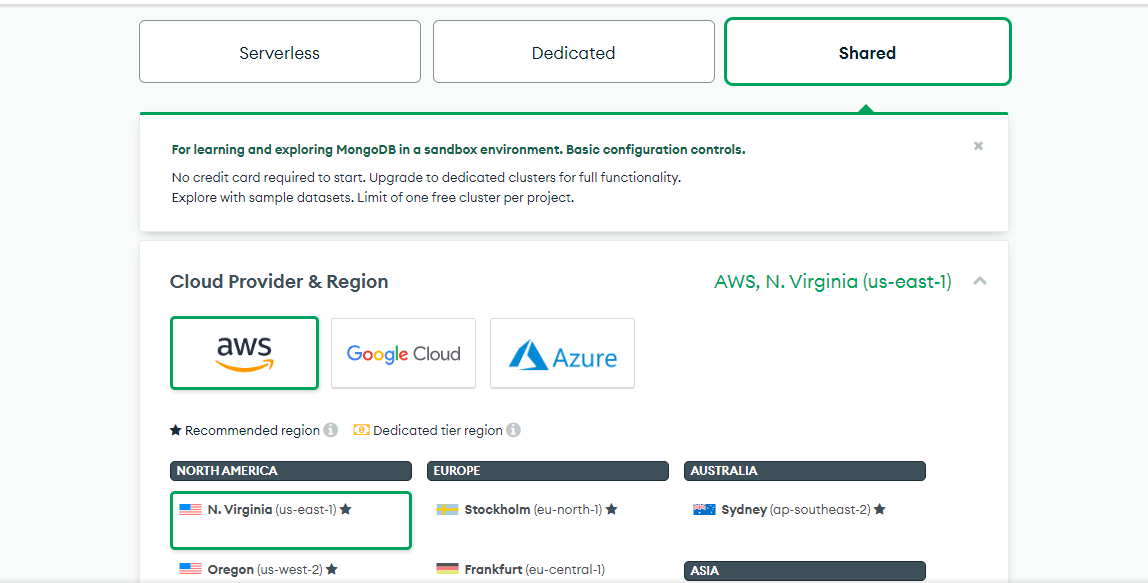 Serverless
Dedicated
Shared
For learning and exploring MongoDB in a sandbox environment. Basic configuration controls.
No credit card required to start. Upgrade to dedicated clusters for full functionality.
Explore with sample datasets. Limit of one free cluster per project.
Cloud Provider & Region
AWS, N. Virginia (us-east-1)
aws
Google Cloud
Azure
★ Recommended region
Dedicated tier region
NORTH AMERICA
EUROPE
AUSTRALIA
N. Virginia (us-east-1) ★
Stockholm (eu-north-1) ★
Sydney (ap-southeast-2) ★
Oregon (us-west-2) ★
Frankfurt (eu-central-1)
ASIA